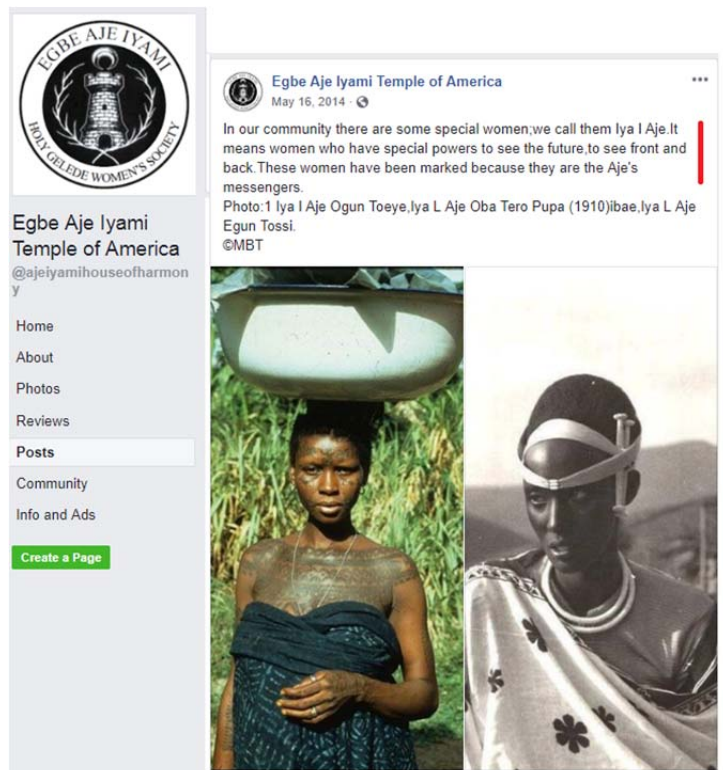 EGBE AJE IYAMI
HOLY GELEDE WOMEN'S SOCIETY
Egbe Aje Iyami
Temple of America
@ajeiyamihouseofharmon
y
Home
About
Photos
Reviews
Posts
Community
Info and Ads
Create a Page
Egbe Aje Iyami Temple of America
May 16, 2014 ·
In our community there are some special women;we call them Iya I Aje.It
means women who have special powers to see the future,to see front and
back.These women have been marked because they are the Aje's
messengers.
Photo:1 Iya I Aje Ogun Toeye,Iya L Aje Oba Tero Pupa (1910)ibae,Iya L Aje
Egun Tossi.
©MBT